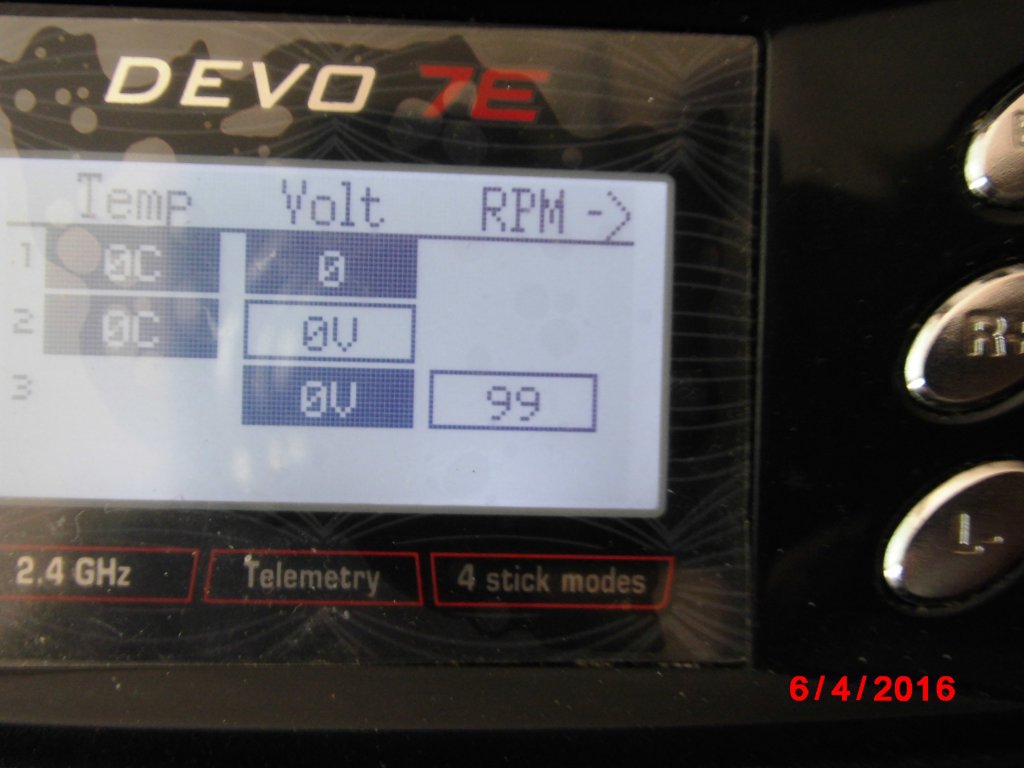 DEVO 7E
Temp Volt RPM ->
1 0C 0
2 0C 0V
3 0V 99
2.4 GHz Telemetry 4 stick modes
L
6/4/2016